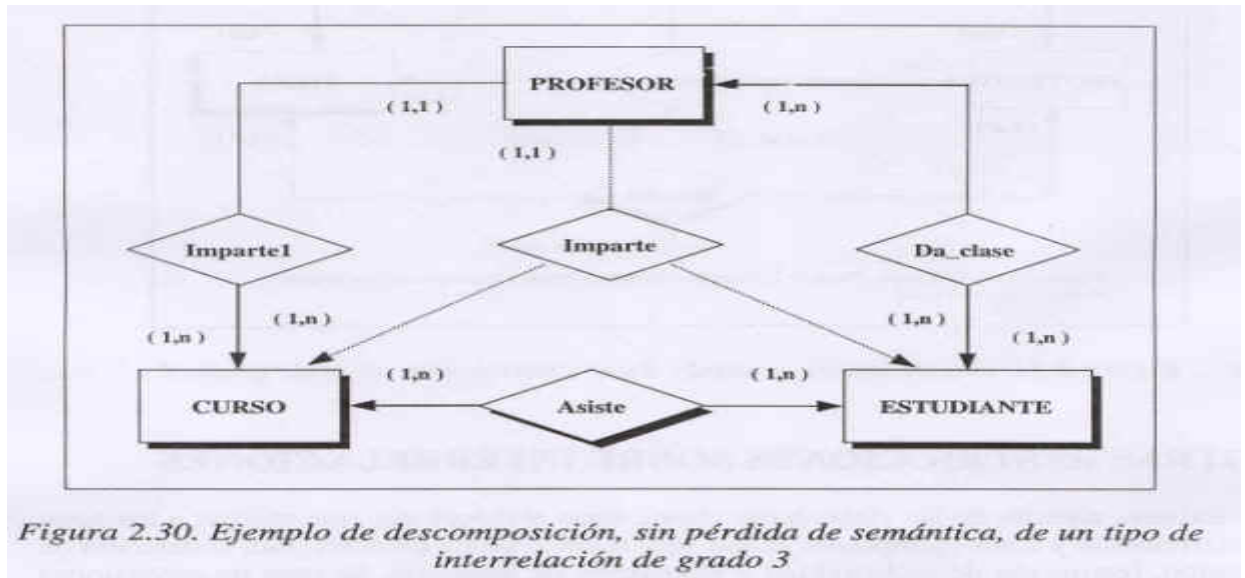 PROFESOR
( 1,1 )
( 1,n )
( 1,1 )
Imparte1
Imparte
Da_clase
( 1,n )
( 1,n )
( 1,n )
( 1,n )
( 1,n )
( 1,n )
CURSO
Asiste
ESTUDIANTE
Figura 2.30. Ejemplo de descomposición, sin pérdida de semántica, de un tipo de
interrelación de grado 3